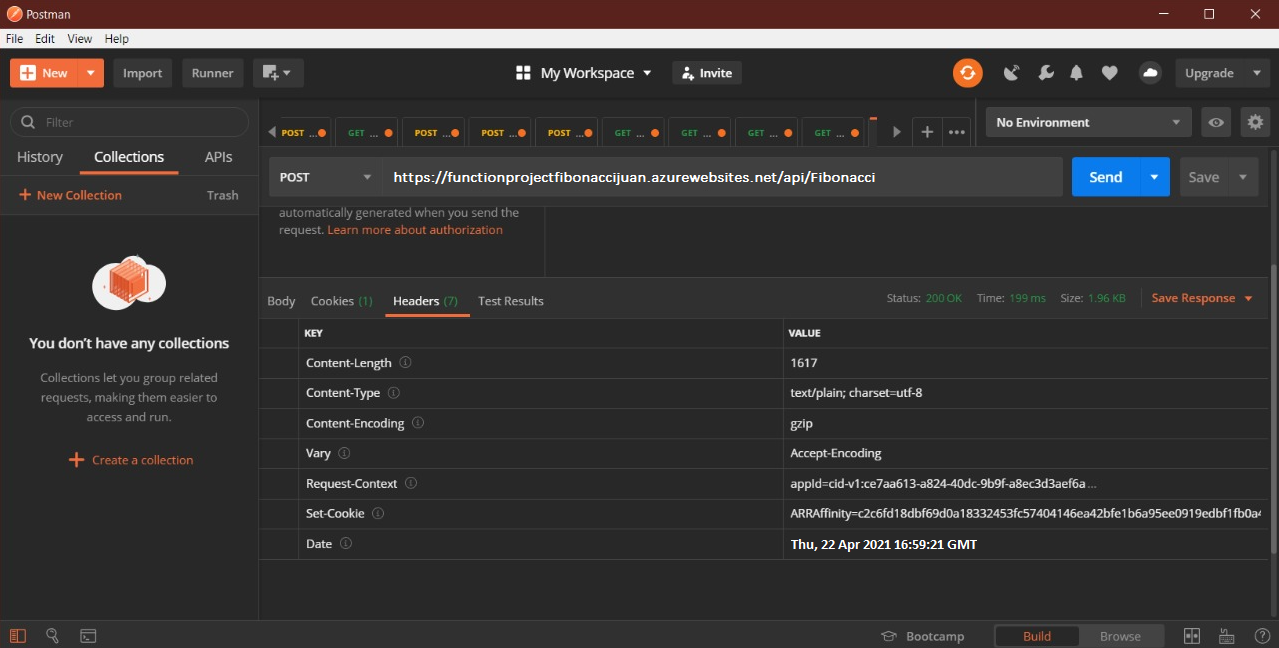 Postman
File Edit View Help
New Import Runner My Workspace Invite Upgrade
Filter
POST ... GET ... POST ... POST ... POST ... GET ... GET ... GET ... GET ... No Environment
History Collections APIs
POST https://functionprojectfibonaccijuan.azurewebsites.net/api/Fibonacci Send Save
New Collection Trash
automatically generated when you send the
request. Learn more about authorization
Body Cookies (1) Headers (7) Test Results Status: 200 OK Time: 199 ms Size: 1.96 KB Save Response
KEY VALUE
Content-Length 1617
Content-Type text/plain; charset=utf-8
Content-Encoding gzip
Vary Accept-Encoding
Request-Context appId=cid-v1:ce7aa613-a824-40dc-9b9f-a8ec3d3aef6a ...
Set-Cookie ARRAffinity=c2c6fd18dbf69d0a18332453fc57404146ea42bfe1b6a95ee0919edbf1fb0a4
Date Thu, 22 Apr 2021 16:59:21 GMT
You don't have any collections
Collections let you group related
requests, making them easier to
access and run.
Create a collection
Bootcamp Build Browse